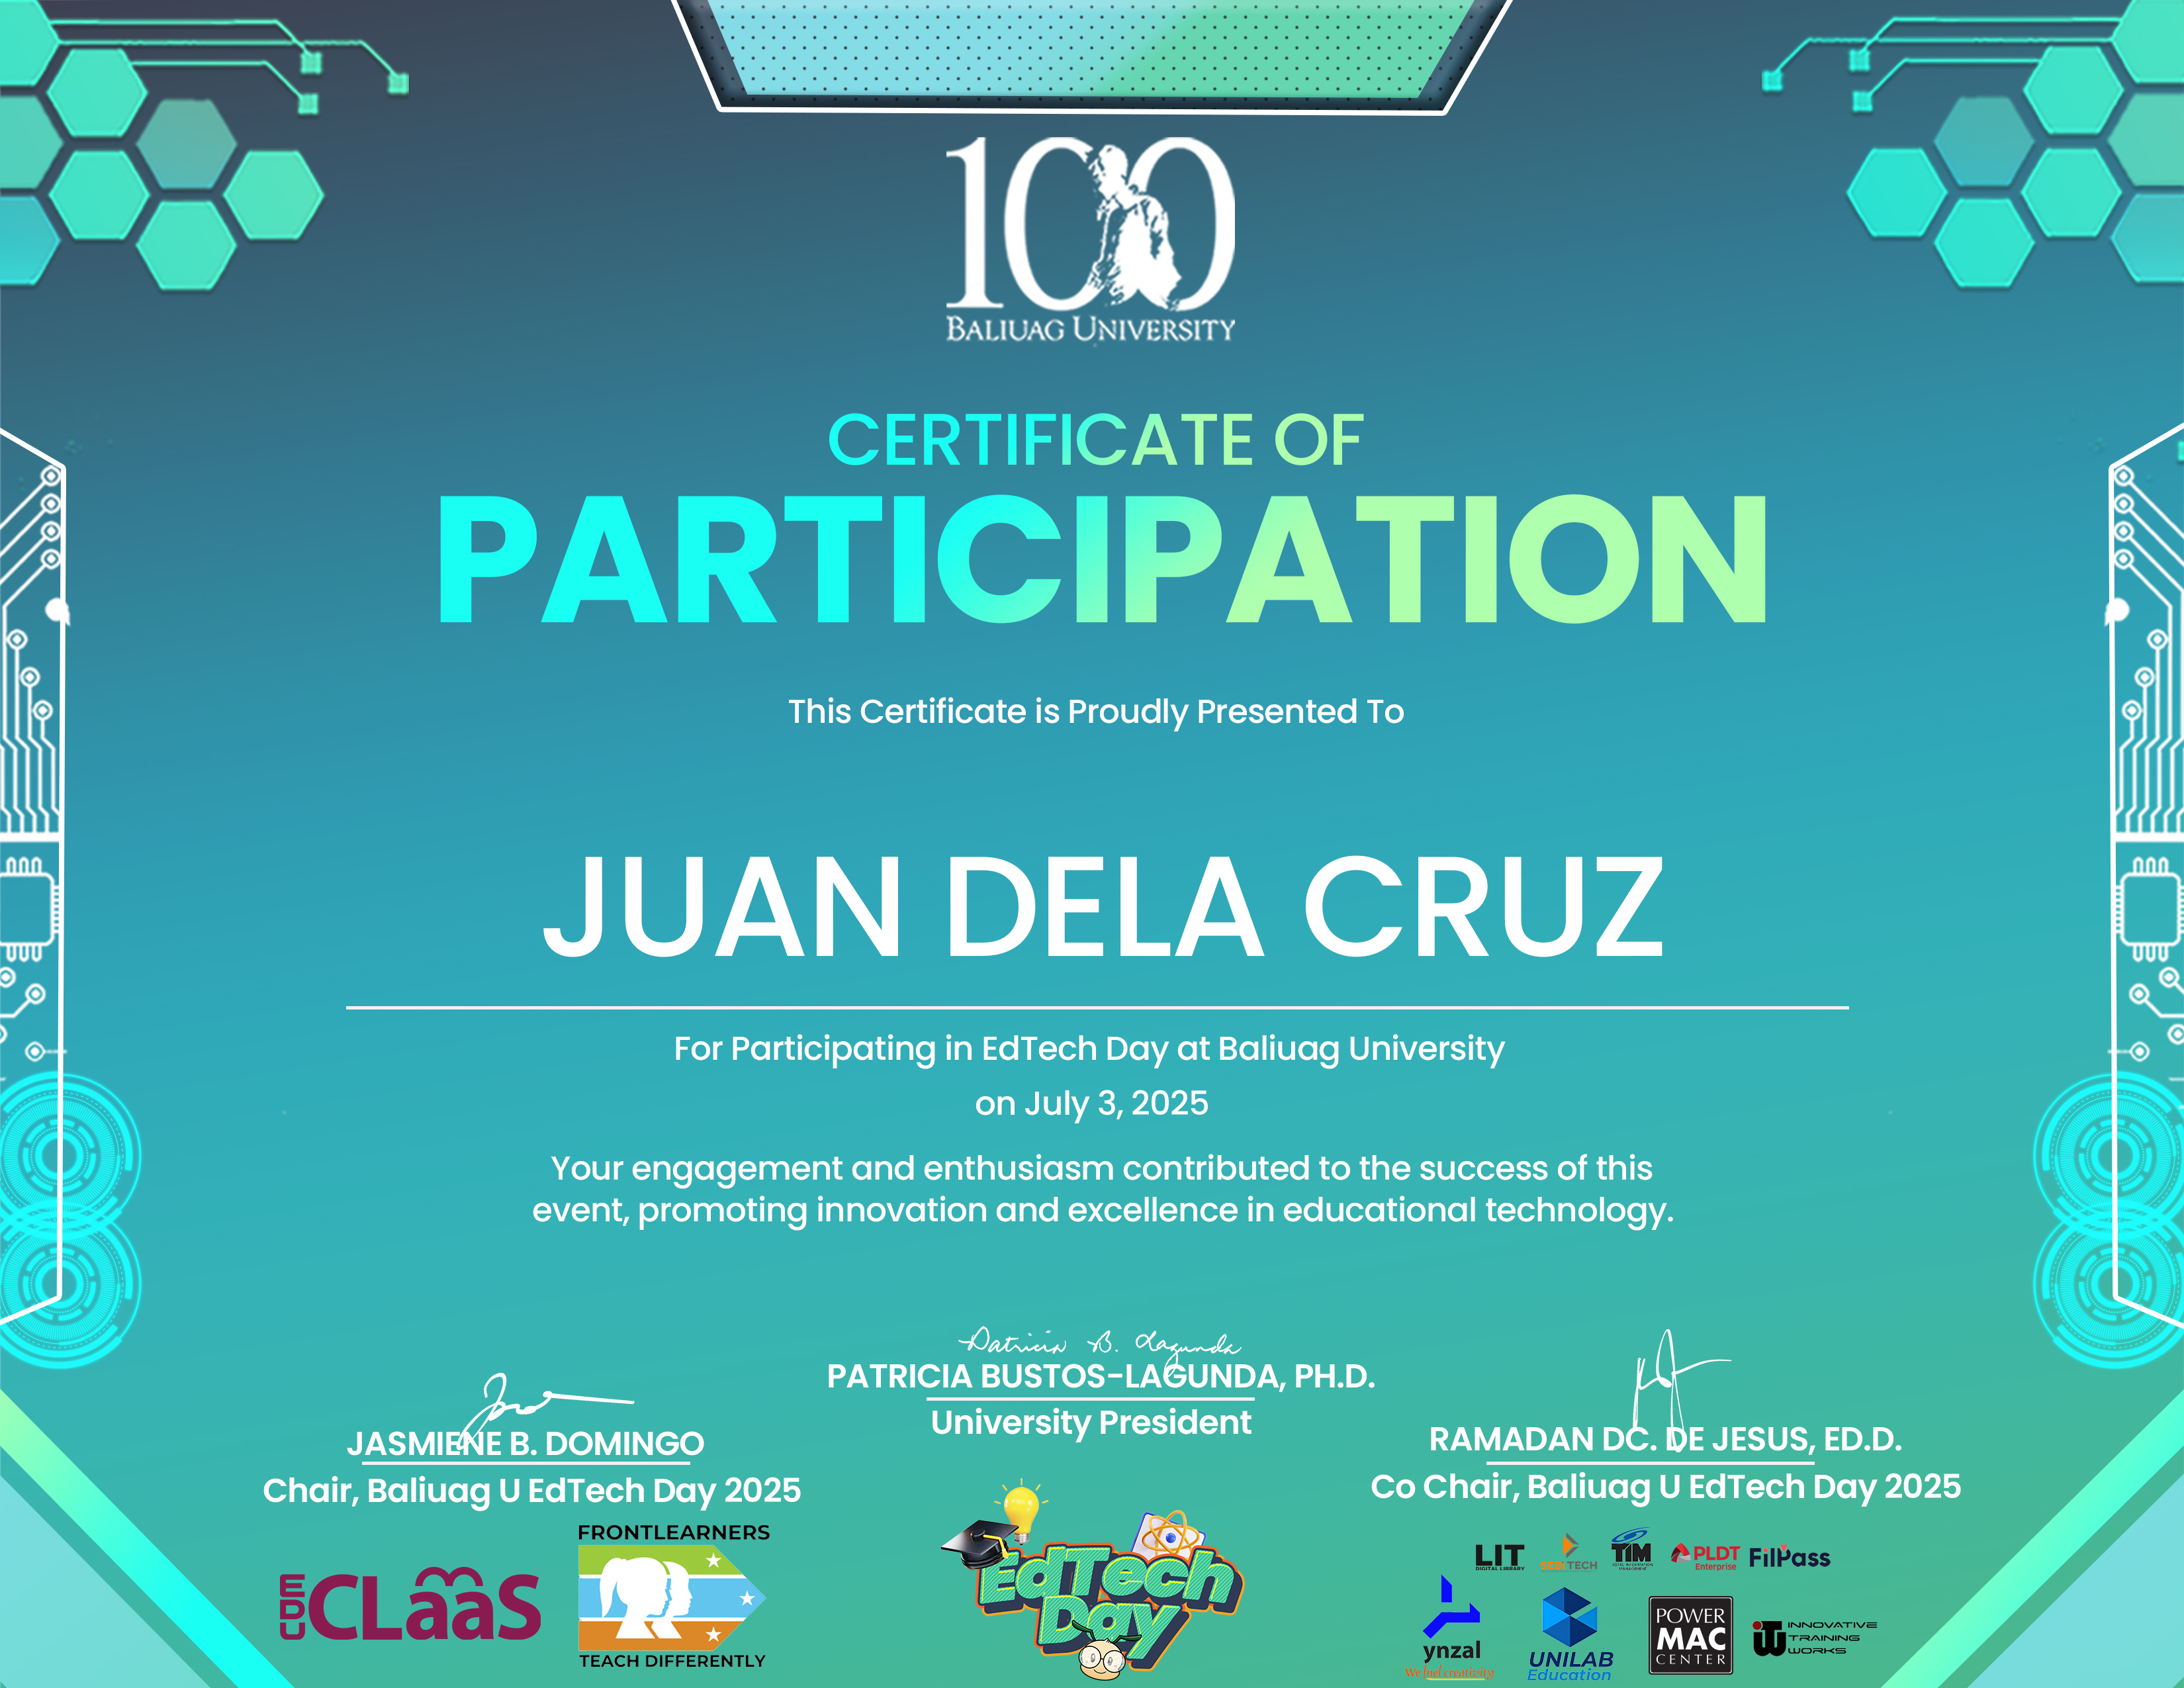 100
BALIUAG UNIVERSITY
CERTIFICATE OF
PARTICIPATION
This Certificate is Proudly Presented To
JUAN DELA CRUZ
For Participating in EdTech Day at Baliuag University
on July 3, 2025
Your engagement and enthusiasm contributed to the success of this
event, promoting innovation and excellence in educational technology.
Patricia B. Lagunda
PATRICIA BUSTOS-LAGUNDA, PH.D.
University President
JASMIENE B. DOMINGO
Chair, Baliuag U EdTech Day 2025
RAMADAN DC. DE JESUS, ED.D.
Co Chair, Baliuag U EdTech Day 2025
EDU CLaaS
FRONTLEARNERS
TEACH DIFFERENTLY
EdTech
Day
LIT
DIGITAL LIBRARY
TIM
PLDT
Enterprise
FilPass
ynzal
We fuel creativity
UNILAB
Education
POWER
MAC
CENTER
INNOVATIVE
TRAINING
WORKS